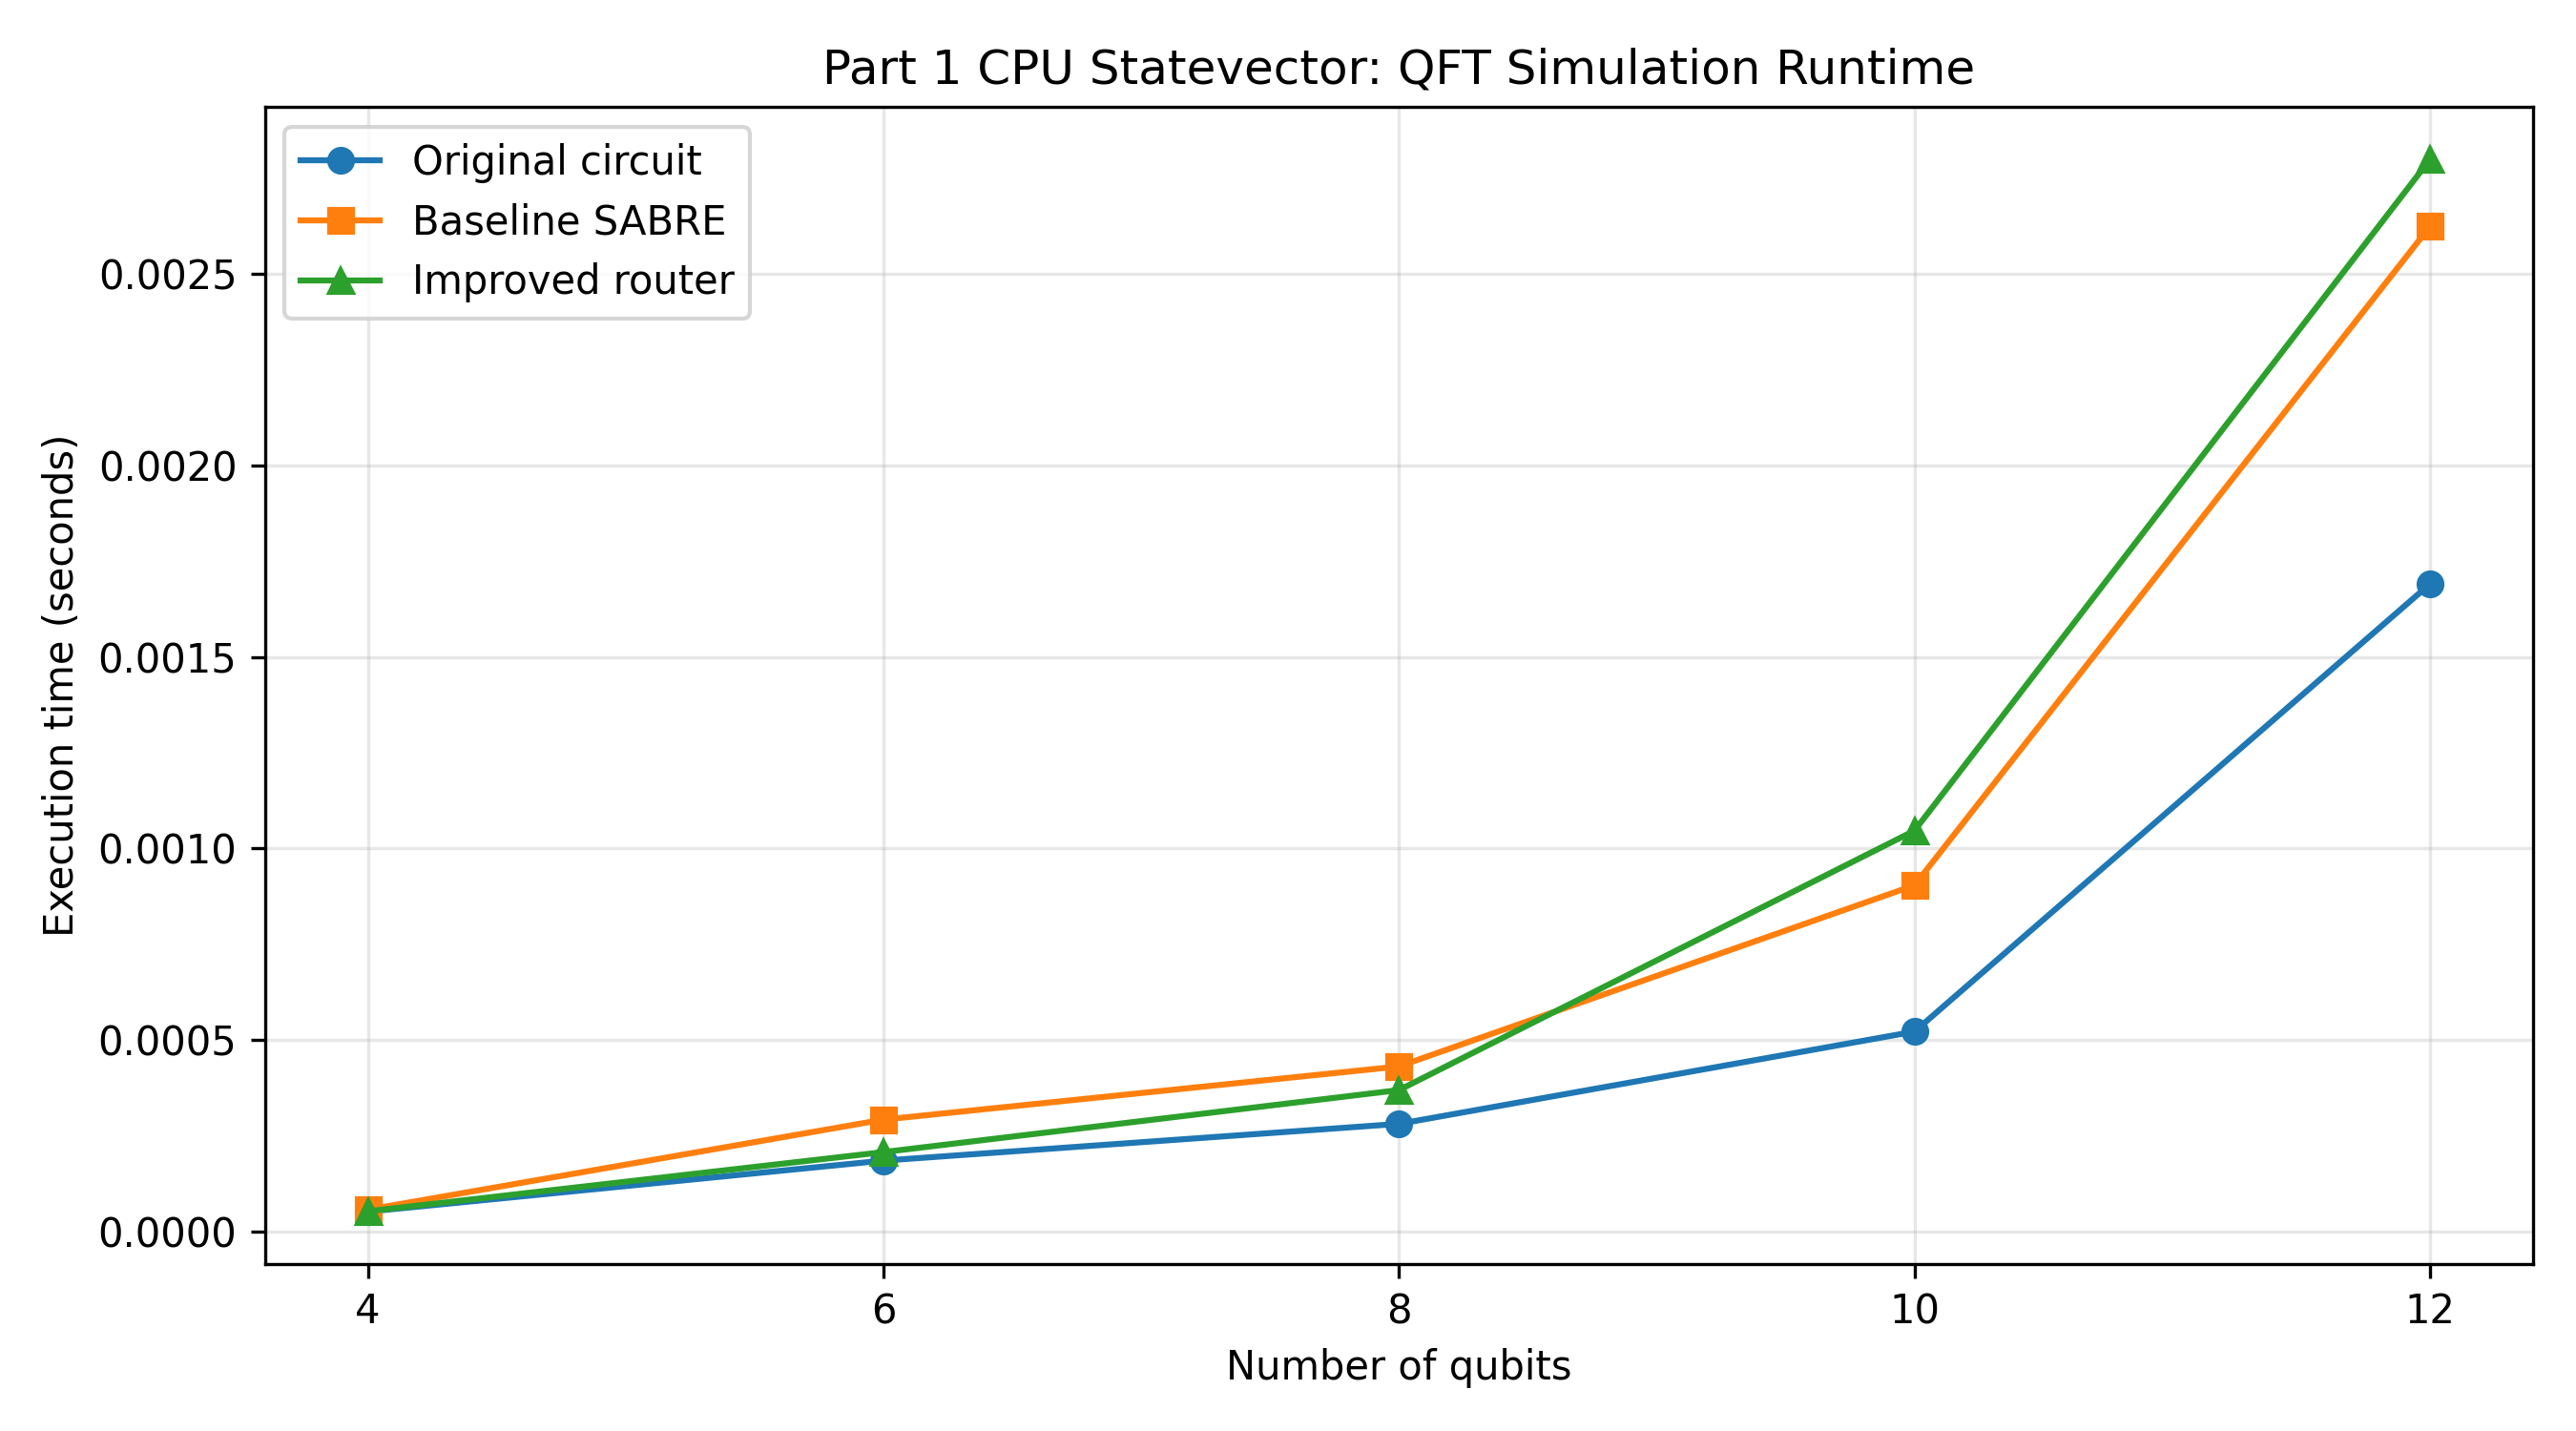 Part 1 CPU Statevector: QFT Simulation Runtime
Original circuit
Baseline SABRE
Improved router
Execution time (seconds)
0.0025
0.0020
0.0015
0.0010
0.0005
0.0000
4 6 8 10 12
Number of qubits